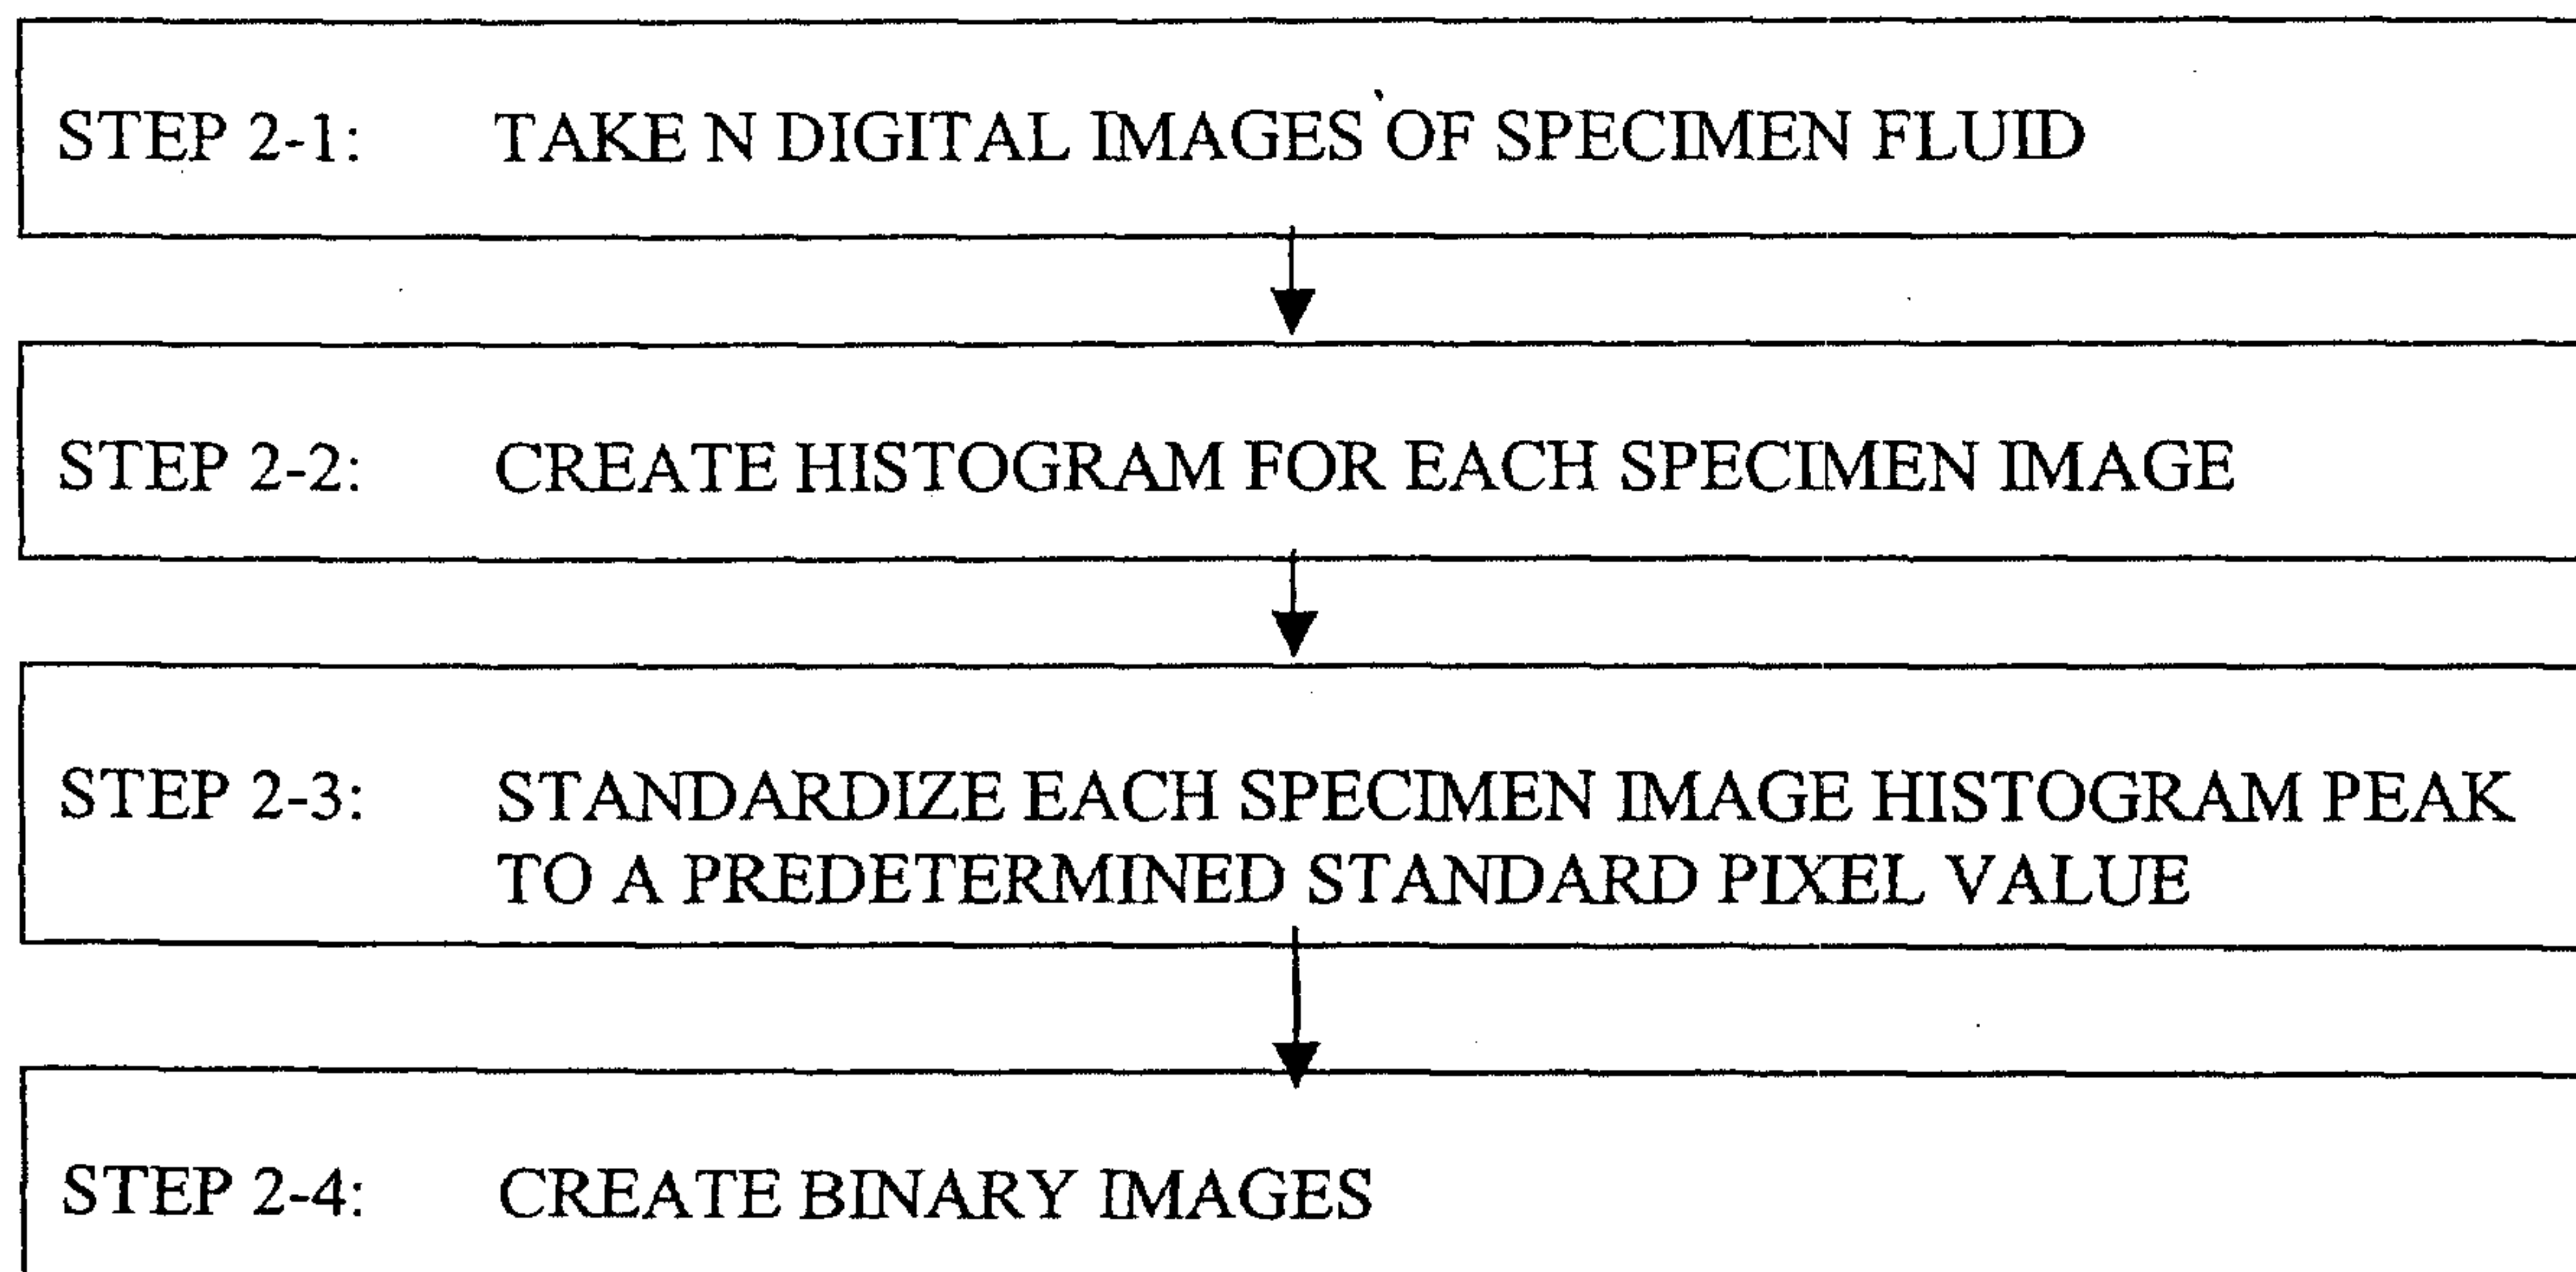 STEP 2-1: TAKE N DIGITAL IMAGES OF SPECIMEN FLUID
STEP 2-2: CREATE HISTOGRAM FOR EACH SPECIMEN IMAGE
STEP 2-3: STANDARDIZE EACH SPECIMEN IMAGE HISTOGRAM PEAK
TO A PREDETERMINED STANDARD PIXEL VALUE
STEP 2-4: CREATE BINARY IMAGES